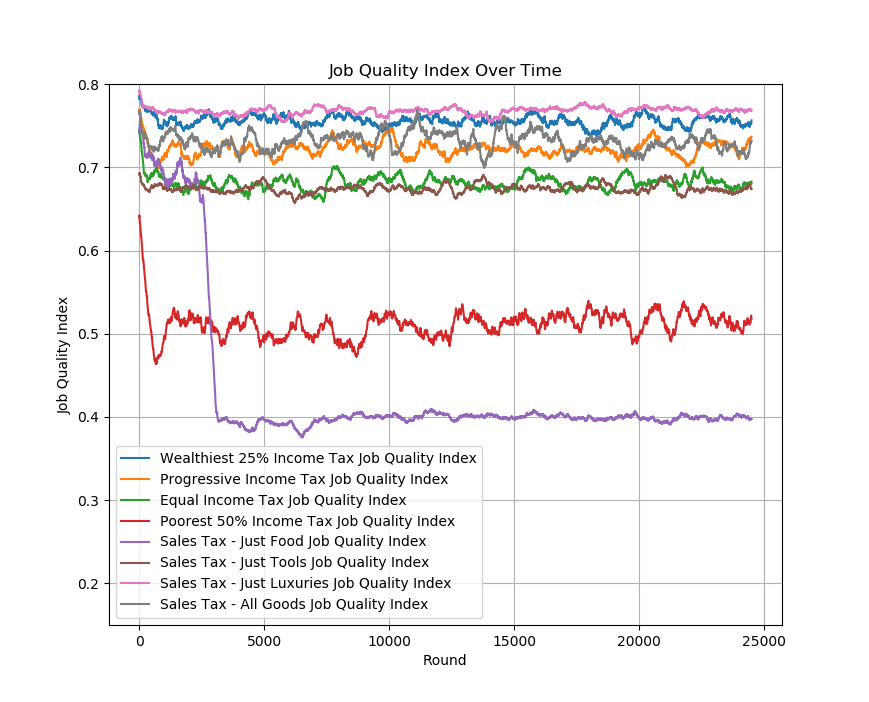 Job Quality Index Over Time
0.8
0.7
0.6
0.5
0.4
0.3
0.2
Job Quality Index
Wealthiest 25% Income Tax Job Quality Index
Progressive Income Tax Job Quality Index
Equal Income Tax Job Quality Index
Poorest 50% Income Tax Job Quality Index
Sales Tax - Just Food Job Quality Index
Sales Tax - Just Tools Job Quality Index
Sales Tax - Just Luxuries Job Quality Index
Sales Tax - All Goods Job Quality Index
0 5000 10000 15000 20000 25000
Round